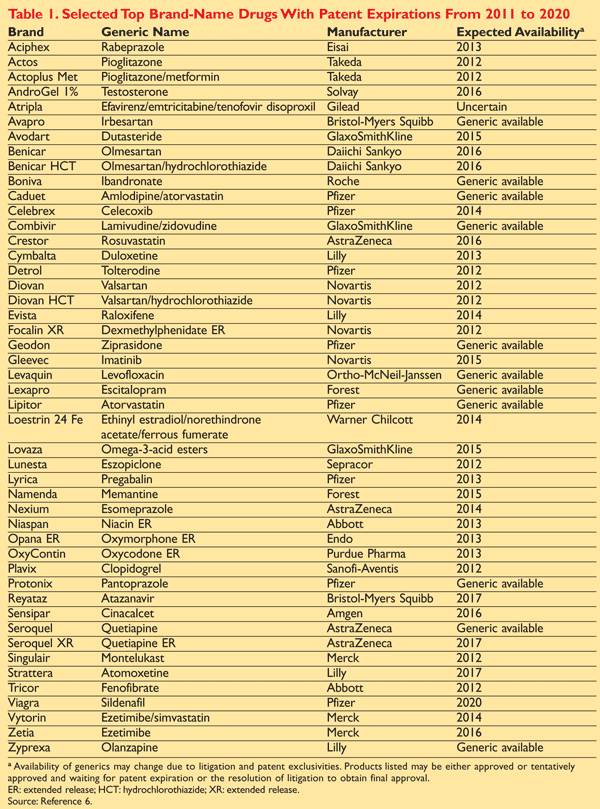 Table 1. Selected Top Brand-Name Drugs With Patent Expirations From 2011 to 2020
Brand Generic Name Manufacturer Expected Availabilityª
Aciphex Rabeprazole Eisai 2013
Actos Pioglitazone Takeda 2012
Actoplus Met Pioglitazone/metformin Takeda 2012
AndroGel 1% Testosterone Solvay 2016
Atripla Efavirenz/emtricitabine/tenofovir disoproxil Gilead Uncertain
Avapro Irbesartan Bristol-Myers Squibb Generic available
Avodart Dutasteride GlaxoSmithKline 2015
Benicar Olmesartan Daiichi Sankyo 2016
Benicar HCT Olmesartan/hydrochlorothiazide Daiichi Sankyo 2016
Boniva Ibandronate Roche Generic available
Caduet Amlodipine/atorvastatin Pfizer Generic available
Celebrex Celecoxib Pfizer 2014
Combivir Lamivudine/zidovudine GlaxoSmithKline Generic available
Crestor Rosuvastatin AstraZeneca 2016
Cymbalta Duloxetine Lilly 2013
Detrol Tolterodine Pfizer 2012
Diovan Valsartan Novartis 2012
Diovan HCT Valsartan/hydrochlorothiazide Novartis 2012
Evista Raloxifene Lilly 2014
Focalin XR Dexmethylphenidate ER Novartis 2012
Geodon Ziprasidone Pfizer Generic available
Gleevec Imatinib Novartis 2015
Levaquin Levofloxacin Ortho-McNeil-Janssen Generic available
Lexapro Escitalopram Forest Generic available
Lipitor Atorvastatin Pfizer Generic available
Loestrin 24 Fe Ethinyl estradiol/norethindrone Warner Chilcott 2014
acetate/ferrous fumerate
Lovaza Omega-3-acid esters GlaxoSmithKline 2015
Lunesta Eszopiclone Sepracor 2012
Lyrica Pregabalin Pfizer 2013
Namenda Memantine Forest 2015
Nexium Esomeprazole AstraZeneca 2014
Niaspan Niacin ER Abbott 2013
Opana ER Oxymorphone ER Endo 2013
OxyContin Oxycodone ER Purdue Pharma 2013
Plavix Clopidogrel Sanofi-Aventis 2012
Protonix Pantoprazole Pfizer Generic available
Reyataz Atazanavir Bristol-Myers Squibb 2017
Sensipar Cinacalcet Amgen 2016
Seroquel Quetiapine AstraZeneca Generic available
Seroquel XR Quetiapine ER AstraZeneca 2017
Singulair Montelukast Merck 2012
Strattera Atomoxetine Lilly 2017
Tricor Fenofibrate Abbott 2012
Viagra Sildenafil Pfizer 2020
Vytorin Ezetimibe/simvastatin Merck 2014
Zetia Ezetimibe Merck 2016
Zyprexa Olanzapine Lilly Generic available
ª Availability of generics may change due to litigation and patent exclusivities. Products listed may be either approved or tentatively
approved and waiting for patent expiration or the resolution of litigation to obtain final approval.
ER: extended release; HCT: hydrochlorothiazide; XR: extended release.
Source: Reference 6.